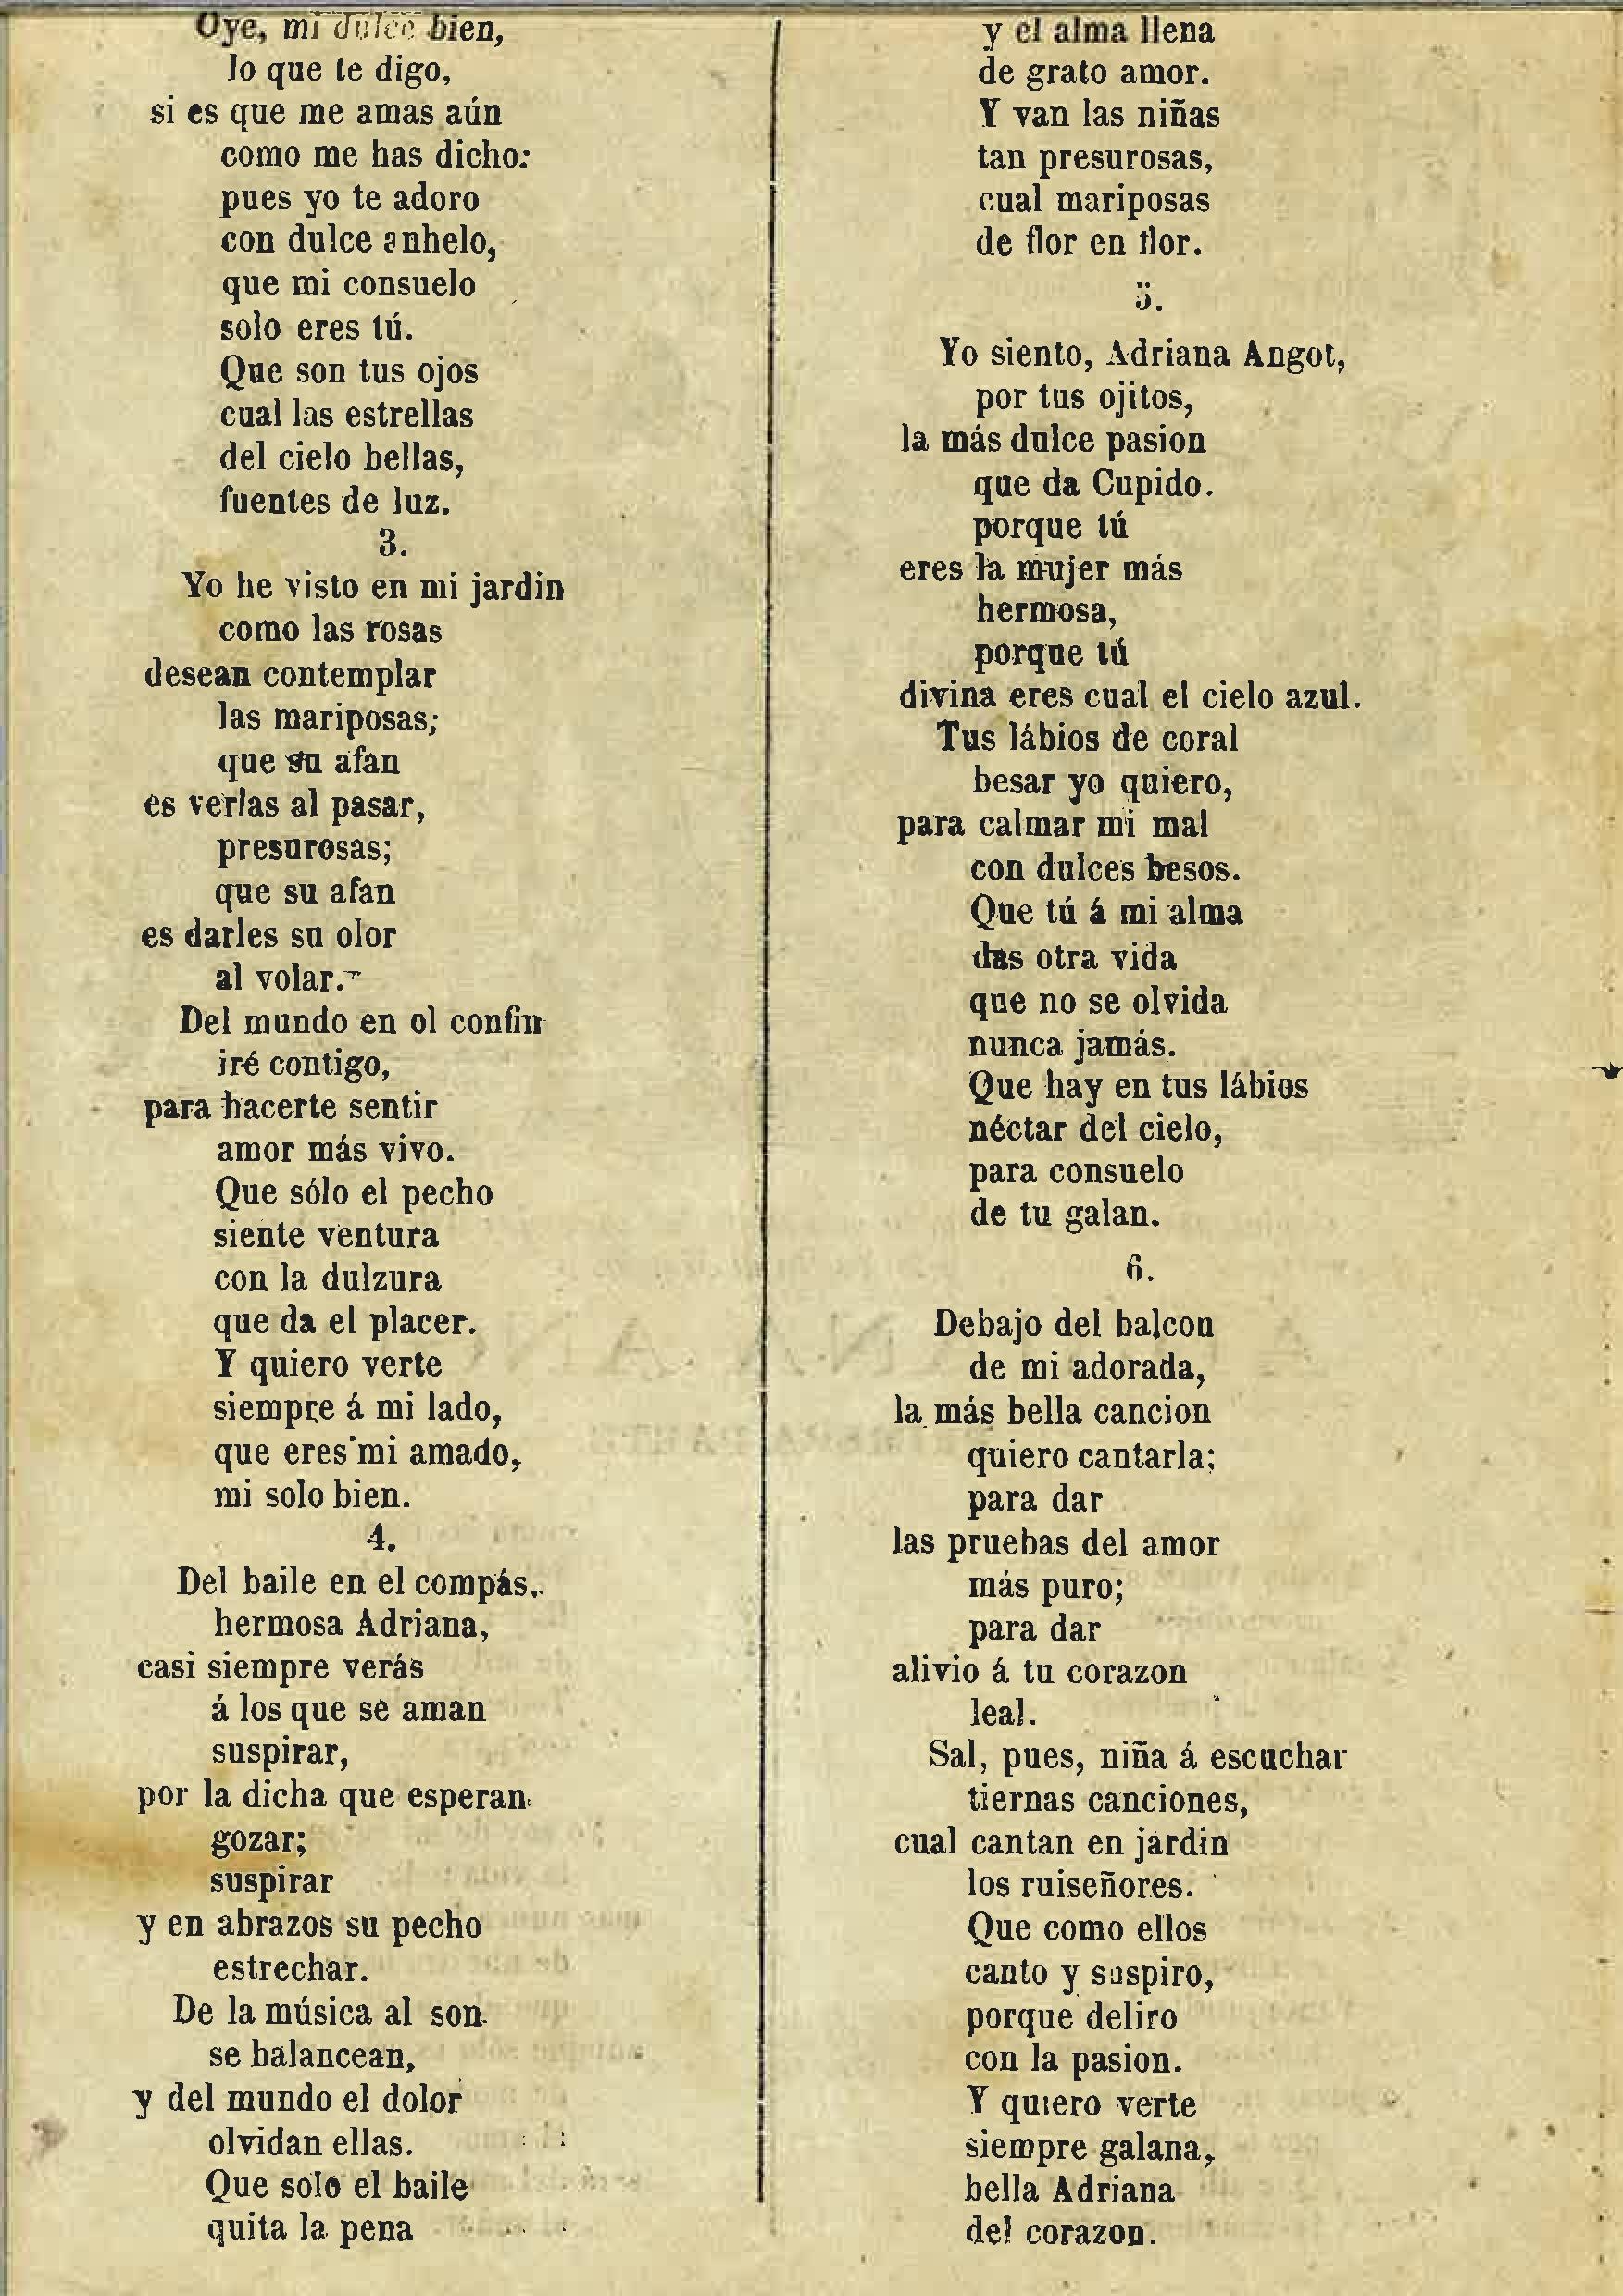 Oye, mi dulce bien,
lo que te digo,
si es que me amas aún
como me has dicho:
pues yo te adoro
con dulce anhelo,
que mi consuelo
solo eres tú.
Que son tus ojos
cual las estrellas
del cielo bellas,
fuentes de luz.
3.
Yo he visto en mi jardin
como las rosas
desean contemplar
las mariposas;
que su afan
es verlas al pasar,
presurosas;
que su afan
es darles su olor
al volar.
Del mundo en ol confin
iré contigo,
para hacerte sentir
amor más vivo.
Que sólo el pecho
siente ventura
con la dulzura
que da el placer.
Y quiero verte
siempre á mi lado,
que eres mi amado,
mi solo bien.
4.
Del baile en el compás,
hermosa Adriana,
casi siempre verás
á los que se aman
suspirar,
por la dicha que esperan
gozar;
suspirar
y en abrazos su pecho
estrechar.
De la música al son
se balancean,
y del mundo el dolor
olvidan ellas.
Que solo el baile
quita la pena
y el alma llena
de grato amor.
Y van las niñas
tan presurosas,
cual mariposas
de flor en flor.
5.
Yo siento, Adriana Angot,
por tus ojitos,
la más dulce pasion
que da Cupido.
porque tú
eres la mujer más
hermosa,
porque tú
divina eres cual el cielo azul.
Tus lábios de coral
besar yo quiero,
para calmar mi mal
con dulces besos.
Que tú á mi alma
das otra vida
que no se olvida
nunca jamás.
Que hay en tus lábios
néctar del cielo,
para consuelo
de tu galan.
6.
Debajo del balcon
de mi adorada,
la más bella cancion
quiero cantarla;
para dar
las pruebas del amor
más puro;
para dar
alivio á tu corazon
leal.
Sal, pues, niña á escuchar
tiernas canciones,
cual cantan en jardin
los ruiseñores.
Que como ellos
canto y suspiro,
porque deliro
con la pasion.
Y quiero verte
siempre galana,
bella Adriana
del corazon.